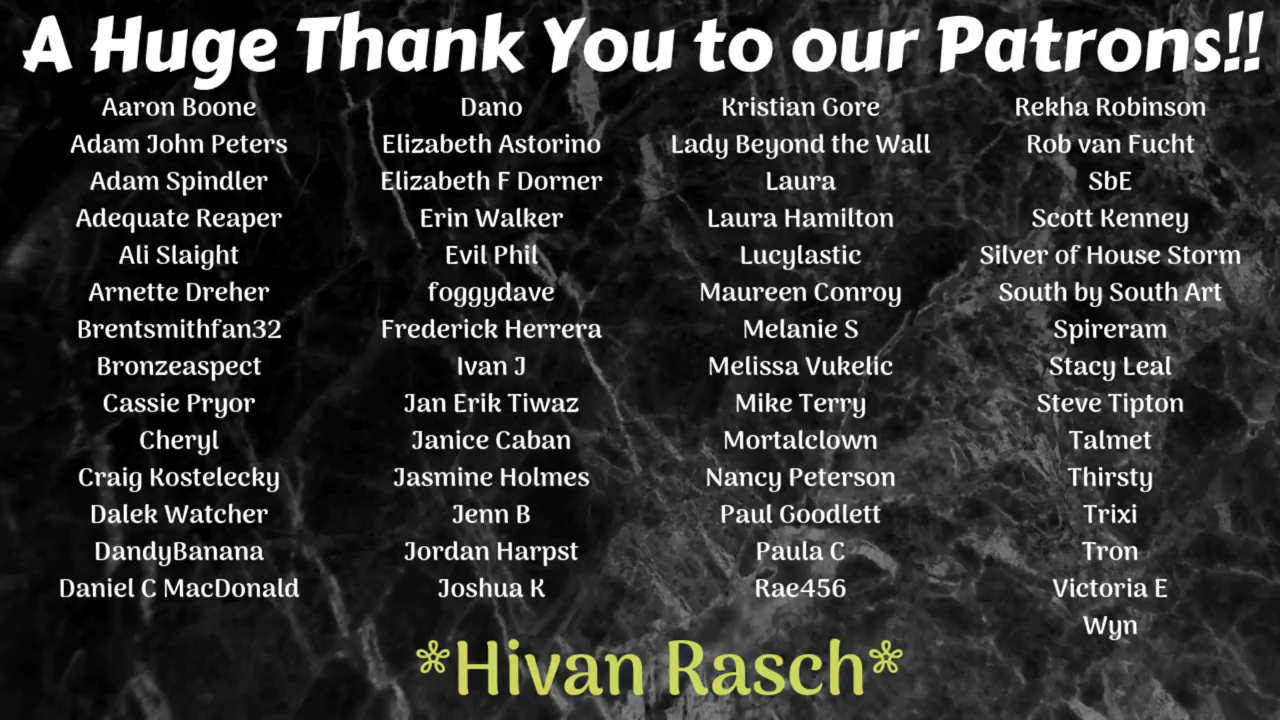 A Huge Thank You to our Patrons!!
Aaron Boone
Adam John Peters
Adam Spindler
Adequate Reaper
Ali Slaight
Arnette Dreher
Brentsmithfan32
Bronzeaspect
Cassie Pryor
Cheryl
Craig Kostelecky
Dalek Watcher
DandyBanana
Daniel C MacDonald
Dano
Elizabeth Astorino
Elizabeth F Dorner
Erin Walker
Evil Phil
foggydave
Frederick Herrera
Ivan J
Jan Erik Tiwaz
Janice Caban
Jasmine Holmes
Jenn B
Jordan Harpst
Joshua K
Kristian Gore
Lady Beyond the Wall
Laura
Laura Hamilton
Lucylastic
Maureen Conroy
Melanie S
Melissa Vukelic
Mike Terry
Mortalclown
Nancy Peterson
Paul Goodlett
Paula C
Rae456
Rekha Robinson
Rob van Fucht
SbE
Scott Kenney
Silver of House Storm
South by South Art
Spireram
Stacy Leal
Steve Tipton
Talmet
Thirsty
Trixi
Tron
Victoria E
Wyn
*Hivan Rasch*